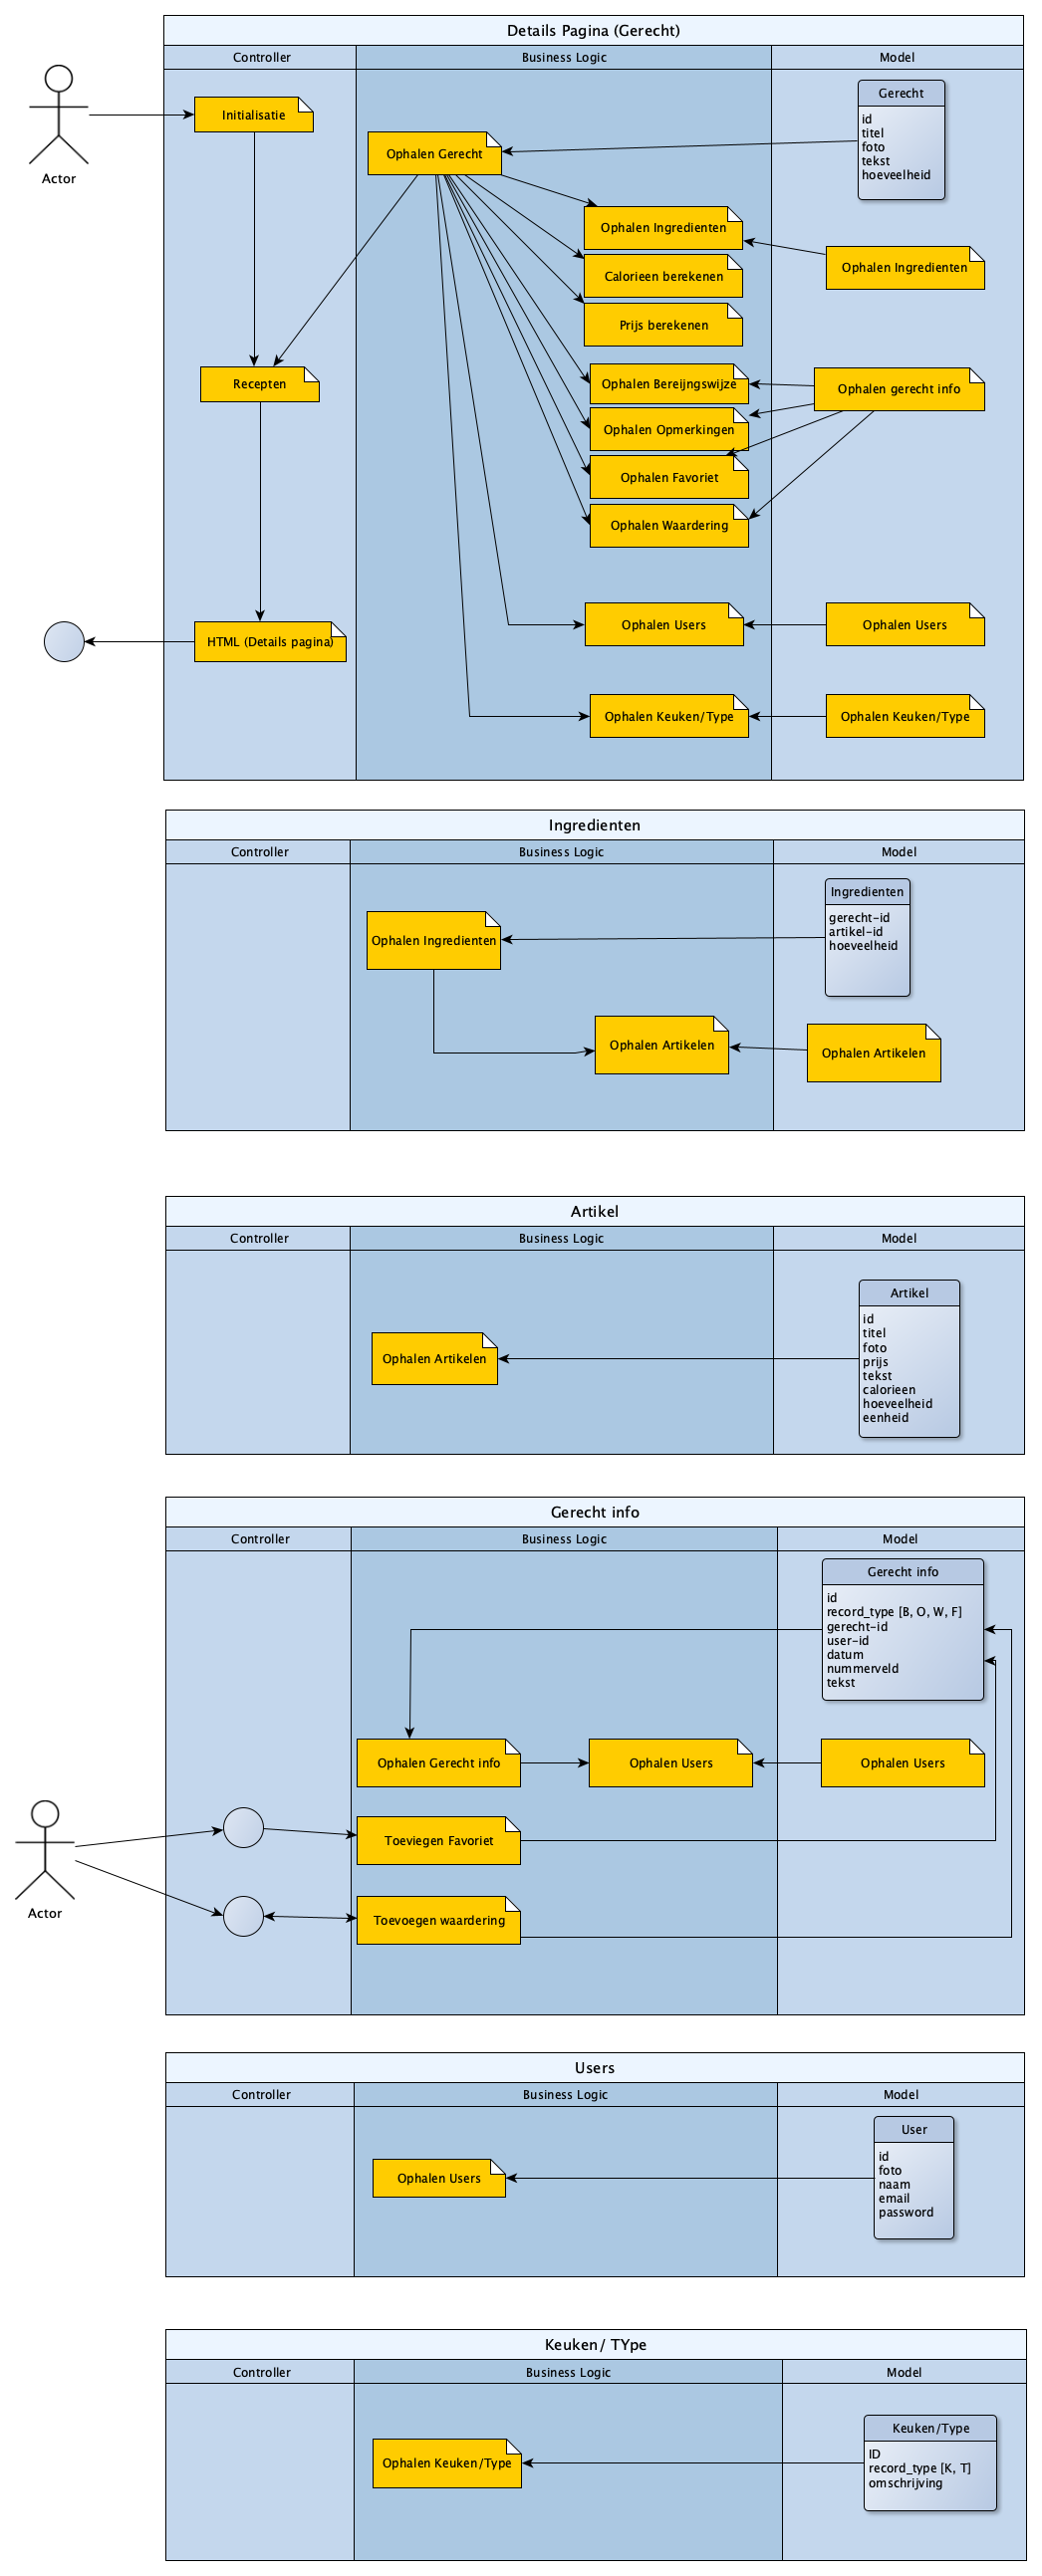 Details Pagina (Gerecht)
Controller
Business Logic
Model
Actor
Initialisatie
Ophalen Gerecht
Gerecht
id
titel
foto
tekst
hoeveelheid
Ophalen Ingredienten
Calorieen berekenen
Prijs berekenen
Ophalen Ingredienten
Recepten
Ophalen Bereijngswijze
Ophalen gerecht info
Ophalen Opmerkingen
Ophalen Favoriet
Ophalen Waardering
HTML (Details pagina)
Ophalen Users
Ophalen Users
Ophalen Keuken/Type
Ophalen Keuken/Type
Ingredienten
Controller
Business Logic
Model
Ingredienten
gerecht-id
artikel-id
hoeveelheid
Ophalen Ingredienten
Ophalen Artikelen
Ophalen Artikelen
Artikel
Controller
Business Logic
Model
Artikel
id
titel
foto
prijs
tekst
calorieen
hoeveelheid
eenheid
Ophalen Artikelen
Gerecht info
Controller
Business Logic
Model
Gerecht info
id
record_type [B, O, W, F]
gerecht-id
user-id
datum
nummerveld
tekst
Ophalen Gerecht info
Ophalen Users
Ophalen Users
Toeviegen Favoriet
Toevoegen waardering
Actor
Users
Controller
Business Logic
Model
User
id
foto
naam
email
password
Ophalen Users
Keuken/ TYpe
Controller
Business Logic
Model
Keuken/Type
ID
record_type [K, T]
omschrijving
Ophalen Keuken/Type